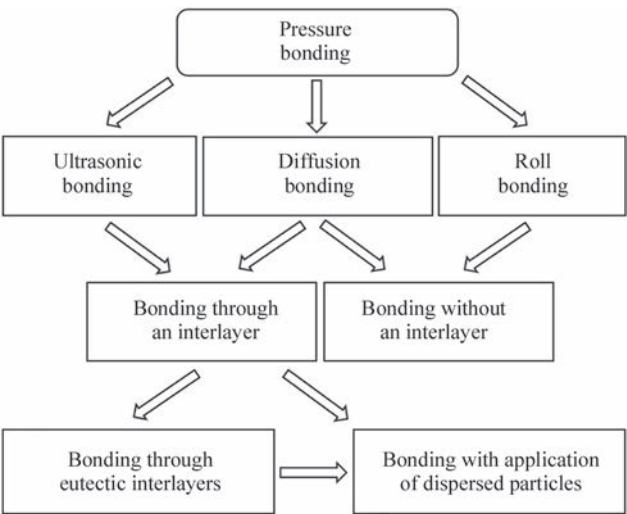 Pressure
bonding
Ultrasonic
bonding
Diffusion
bonding
Roll
bonding
Bonding through
an interlayer
Bonding without
an interlayer
Bonding through
eutectic interlayers
Bonding with application
of dispersed particles